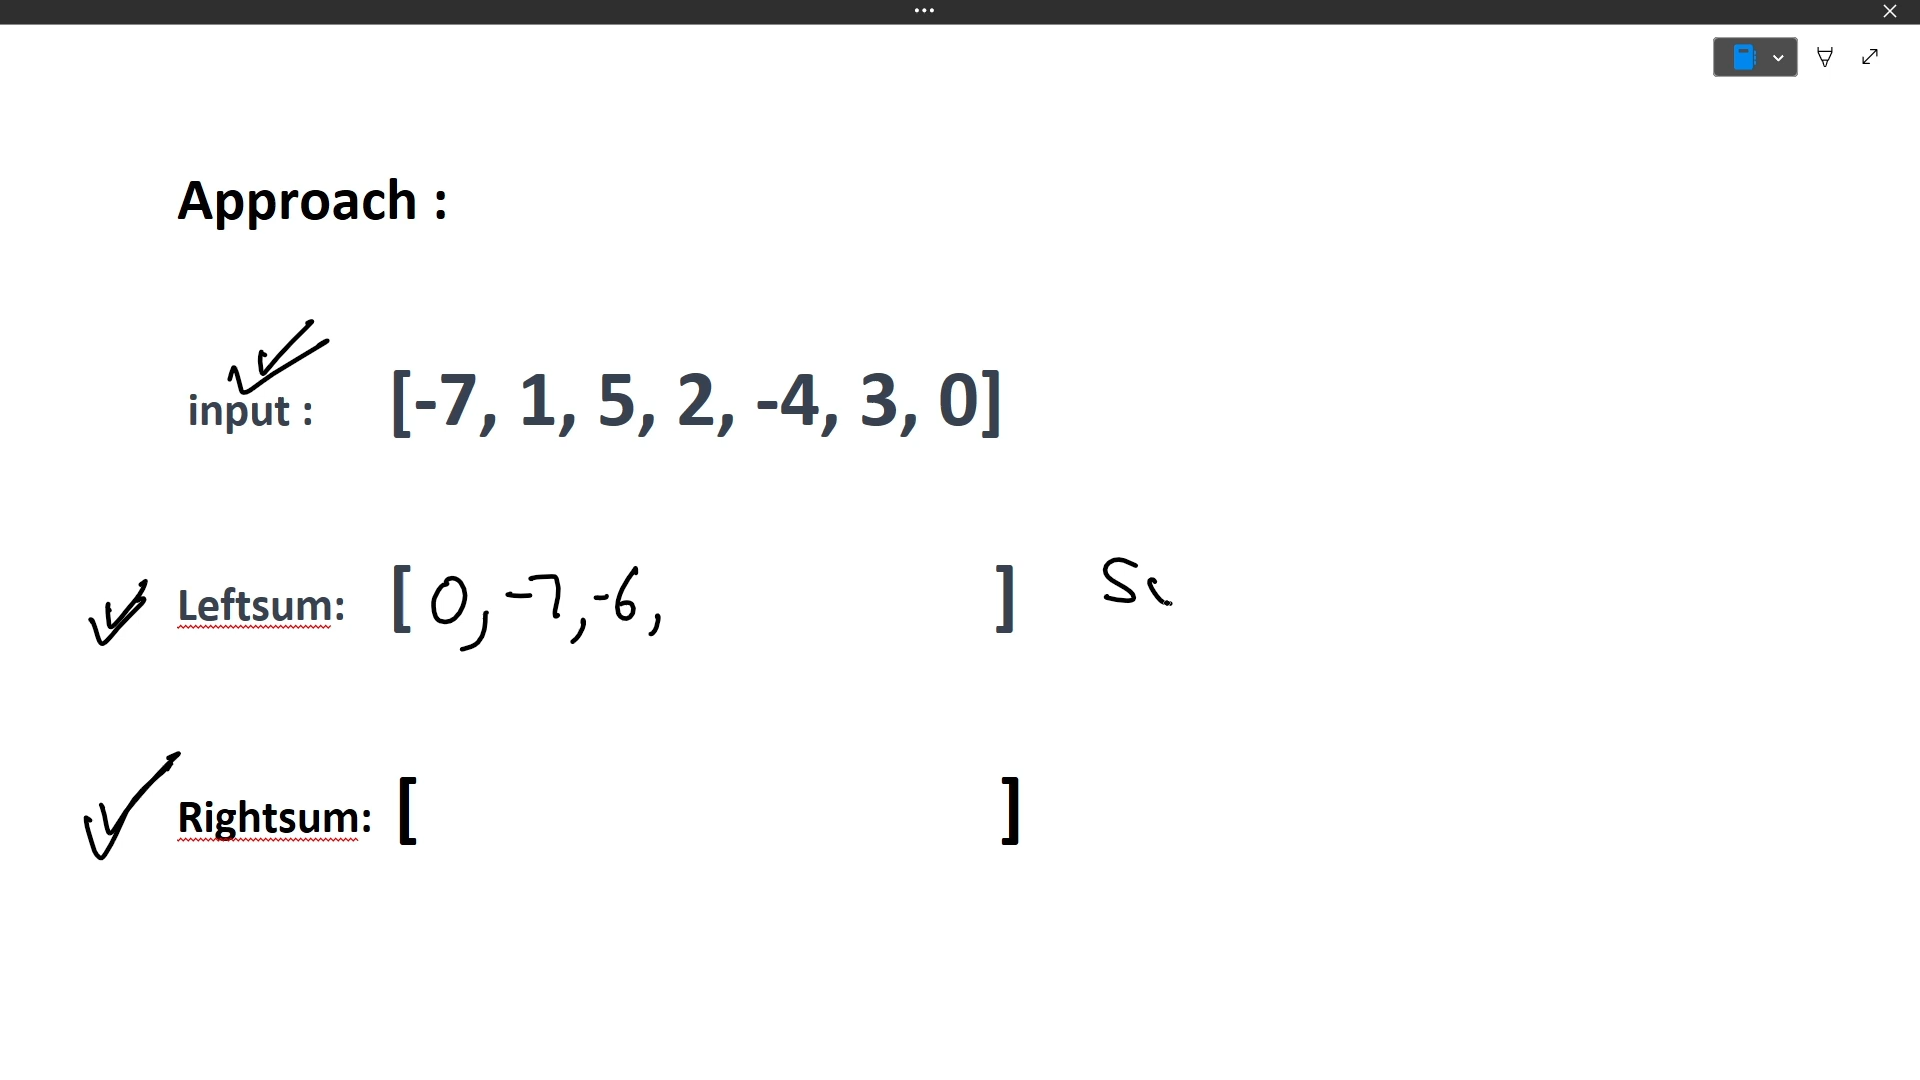 Approach :
input : [-7, 1, 5, 2, -4, 3, 0]
Leftsum: [ 0, -7, -6, ]
Rightsum: [ ]